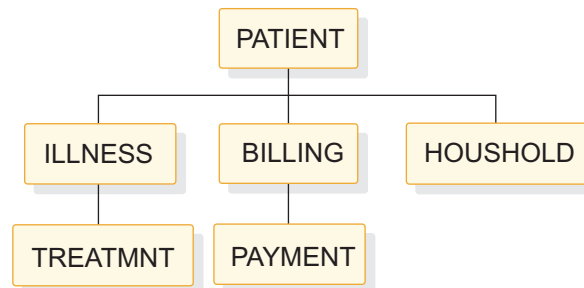 PATIENT
ILLNESS
BILLING
HOUSHOLD
TREATMNT
PAYMENT